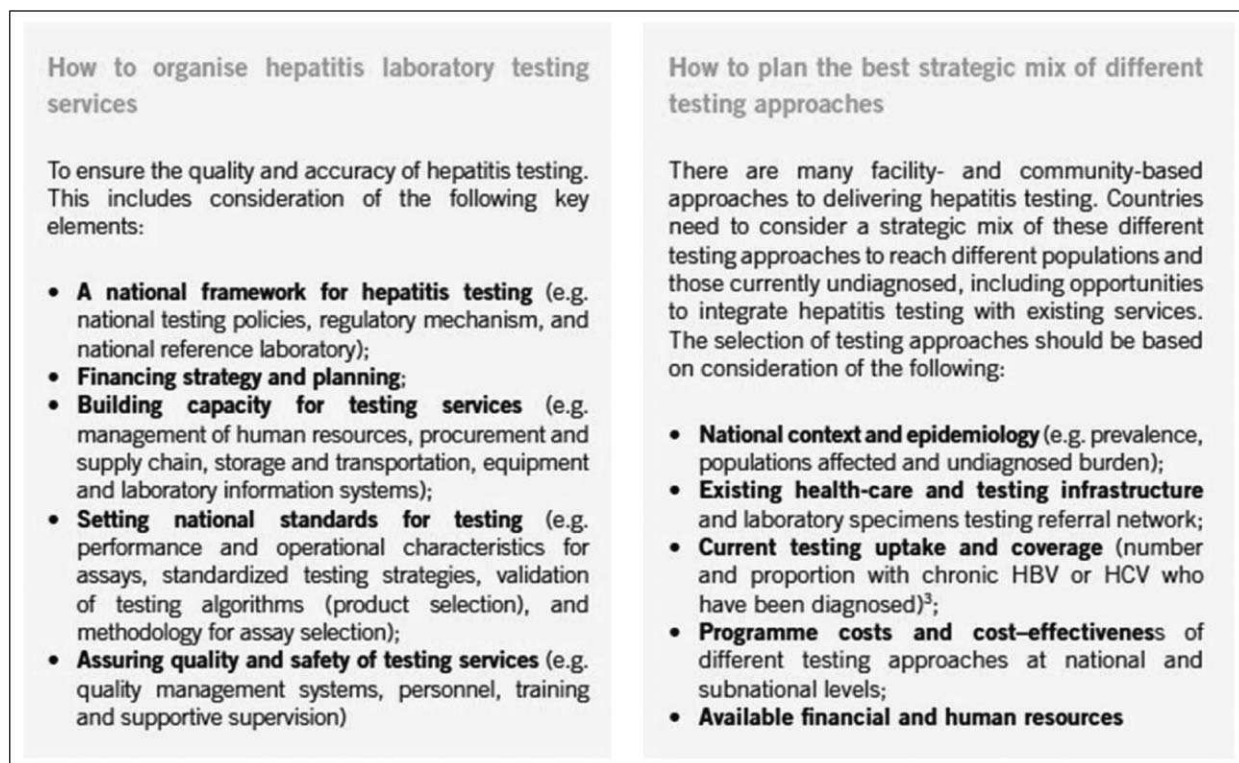 How to organise hepatitis laboratory testing
services
To ensure the quality and accuracy of hepatitis testing.
This includes consideration of the following key
elements:
• A national framework for hepatitis testing (e.g.
national testing policies, regulatory mechanism, and
national reference laboratory);
• Financing strategy and planning;
• Building capacity for testing services (e.g.
management of human resources, procurement and
supply chain, storage and transportation, equipment
and laboratory information systems);
• Setting national standards for testing (e.g.
performance and operational characteristics for
assays, standardized testing strategies, validation
of testing algorithms (product selection), and
methodology for assay selection);
• Assuring quality and safety of testing services (e.g.
quality management systems, personnel, training
and supportive supervision)
How to plan the best strategic mix of different
testing approaches
There are many facility- and community-based
approaches to delivering hepatitis testing. Countries
need to consider a strategic mix of these different
testing approaches to reach different populations and
those currently undiagnosed, including opportunities
to integrate hepatitis testing with existing services.
The selection of testing approaches should be based
on consideration of the following:
• National context and epidemiology (e.g. prevalence,
populations affected and undiagnosed burden);
• Existing health-care and testing infrastructure
and laboratory specimens testing referral network;
• Current testing uptake and coverage (number
and proportion with chronic HBV or HCV who
have been diagnosed)³;
• Programme costs and cost–effectiveness of
different testing approaches at national and
subnational levels;
• Available financial and human resources